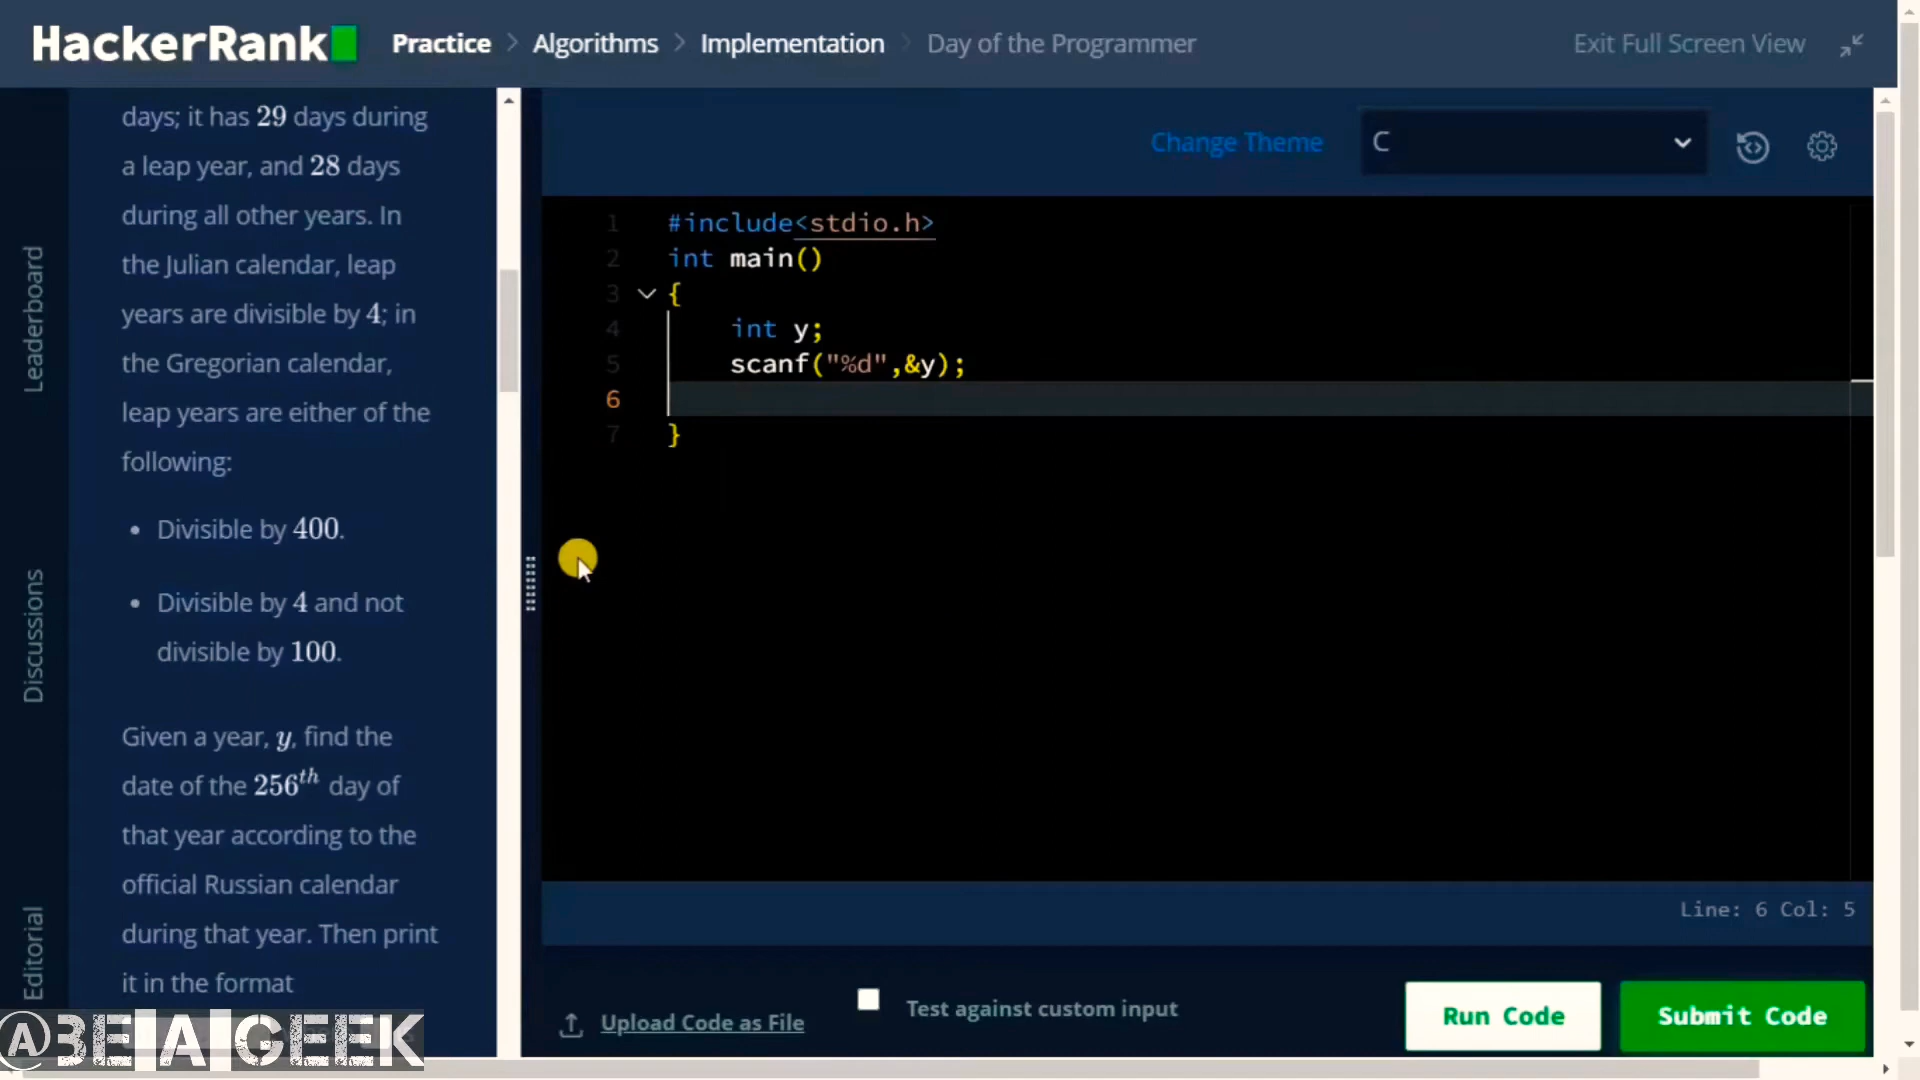 HackerRank Practice > Algorithms > Implementation > Day of the Programmer Exit Full Screen View
Leaderboard
Discussions
Editorial
days; it has 29 days during
a leap year, and 28 days
during all other years. In
the Julian calendar, leap
years are divisible by 4; in
the Gregorian calendar,
leap years are either of the
following:
• Divisible by 400.
• Divisible by 4 and not
divisible by 100.
Given a year, y, find the
date of the 256th day of
that year according to the
official Russian calendar
during that year. Then print
it in the format
@BE|A|GEEK
Change Theme C
1 #include<stdio.h>
2 int main()
3 {
4 int y;
5 scanf("%d",&y);
6
7 }
Line: 6 Col: 5
Upload Code as File Test against custom input Run Code Submit Code